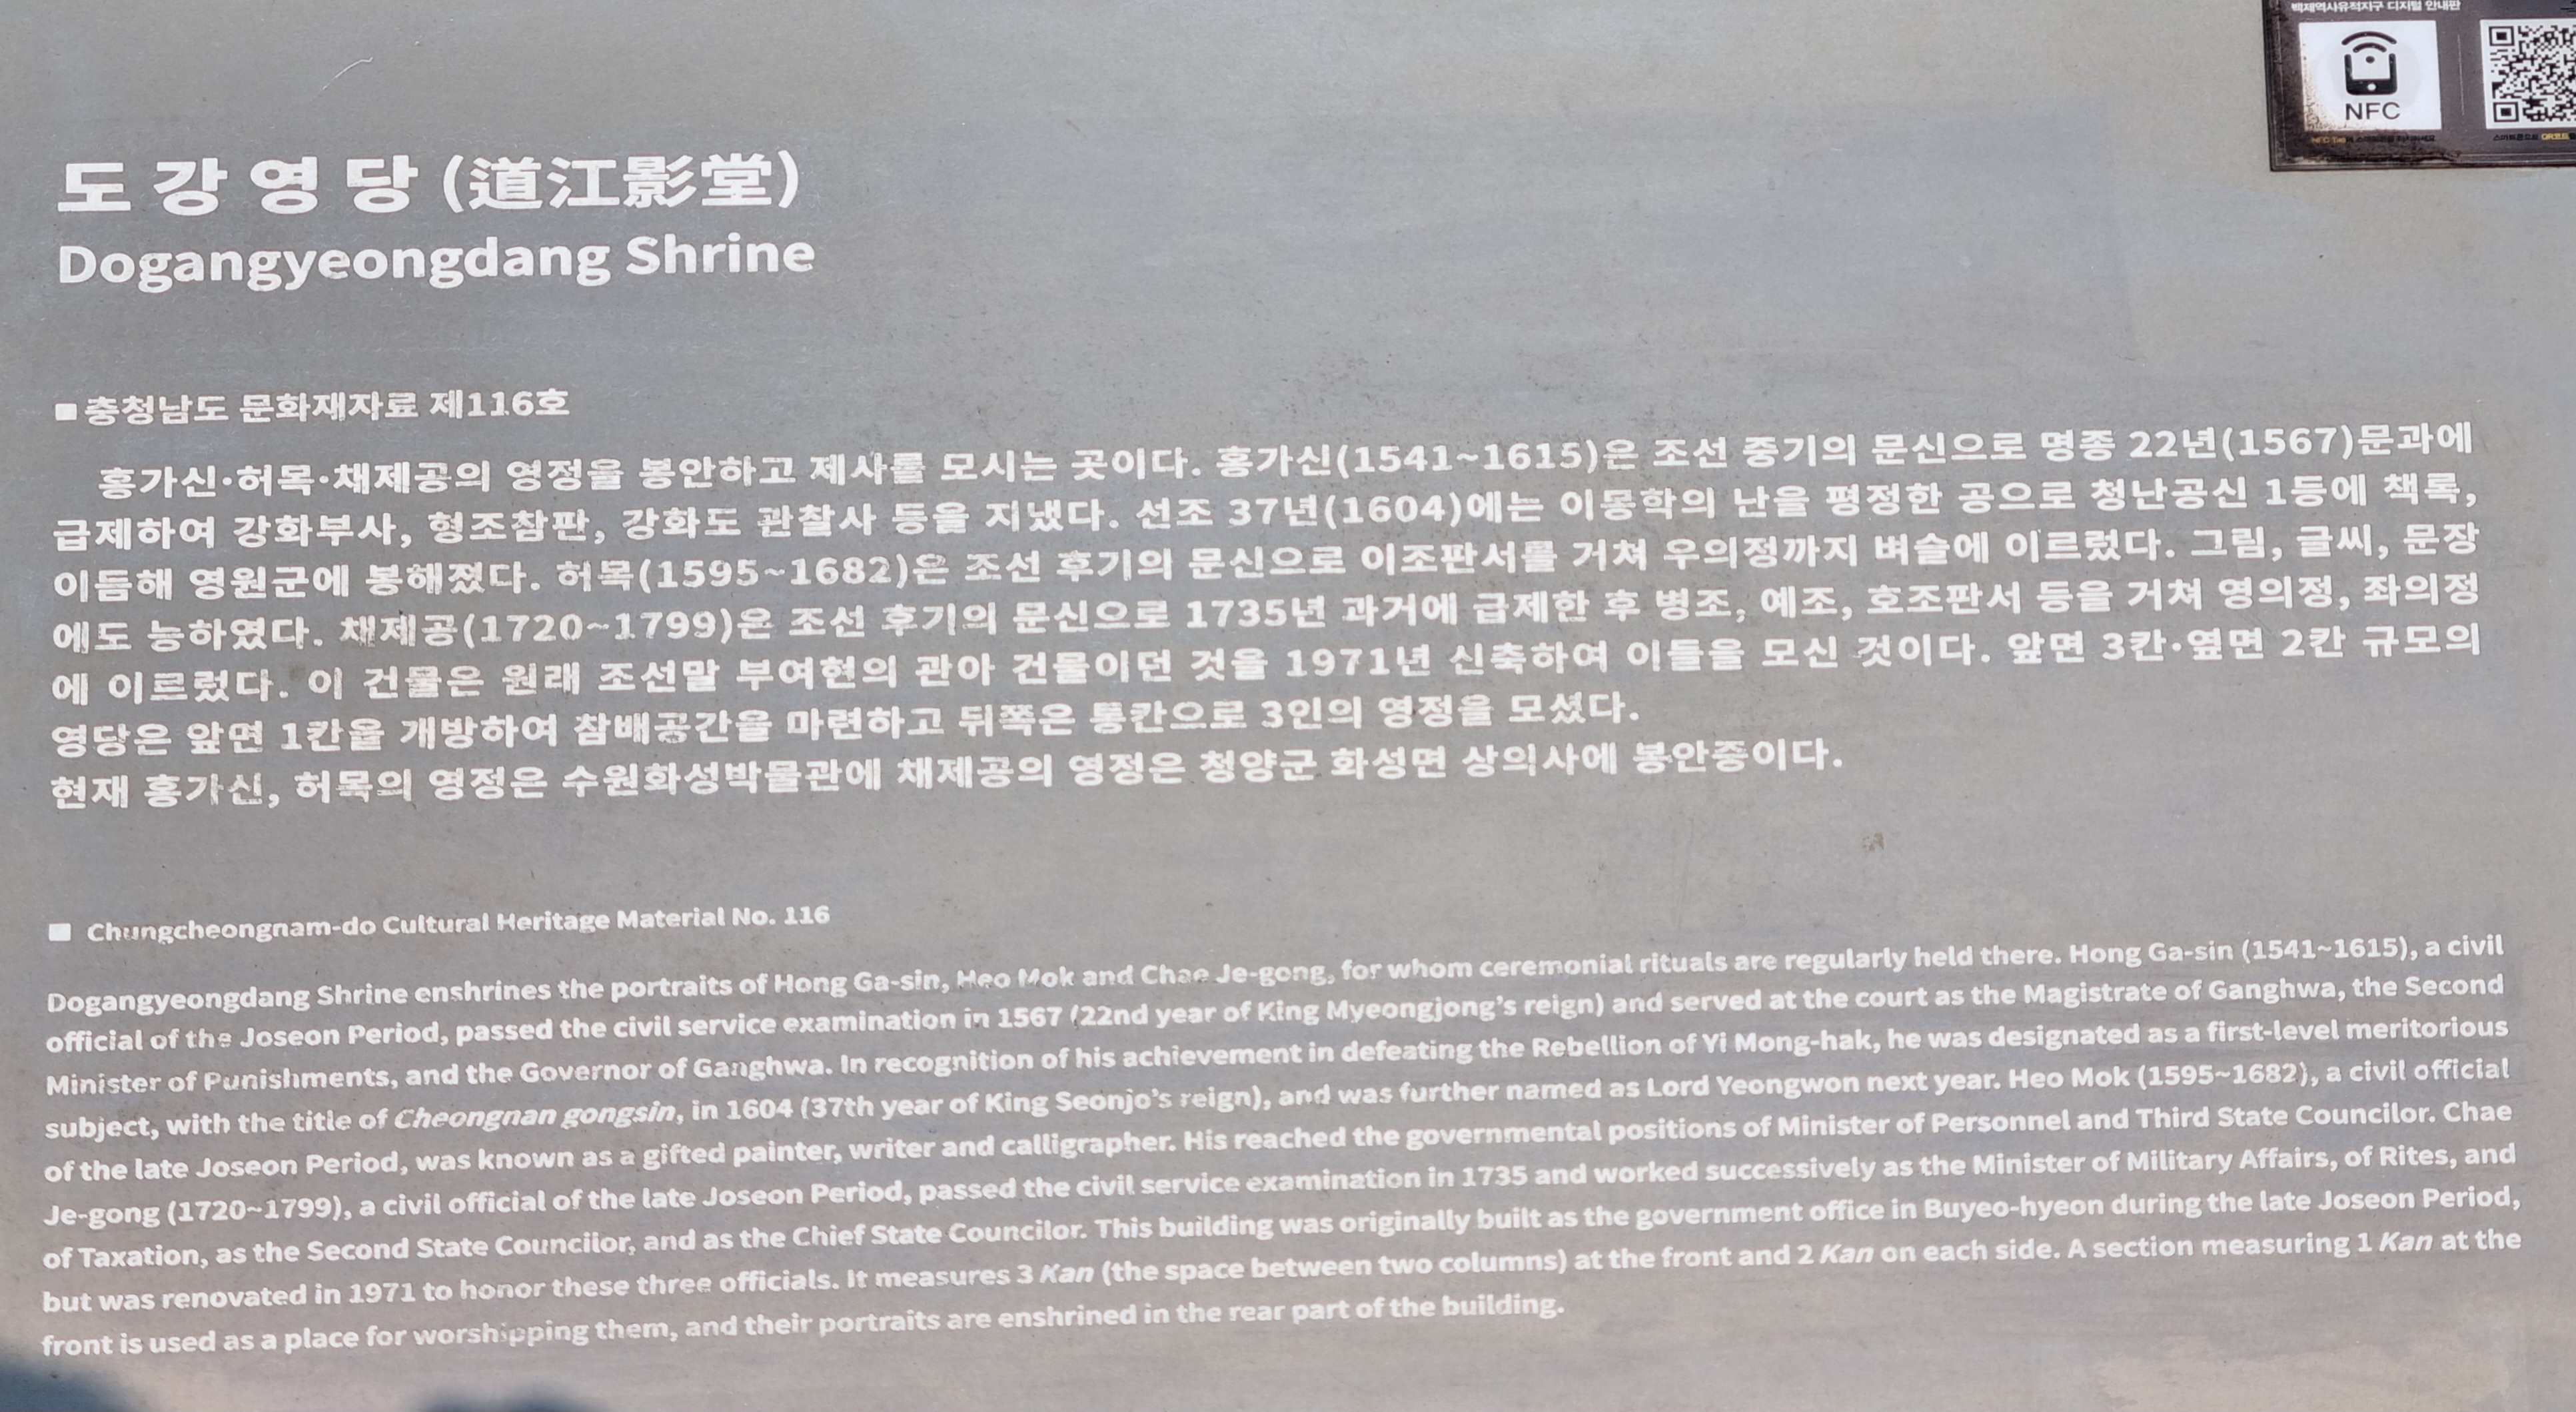 백제역사유적지구 디지털 안내판
NFC
도강영당(道江影堂)
Dogangyeongdang Shrine
■ 충청남도 문화재자료 제116호
홍가신·허목·채제공의 영정을 봉안하고 제사를 모시는 곳이다. 홍가신(1541~1615)은 조선 중기의 문신으로 명종 22년(1567)문과에
급제하여 강화부사, 형조참판, 강화도 관찰사 등을 지냈다. 선조 37년(1604)에는 이몽학의 난을 평정한 공으로 청난공신 1등에 책록,
이듬해 영원군에 봉해졌다. 허목(1595~1682)은 조선 후기의 문신으로 이조판서를 거쳐 우의정까지 벼슬에 이르렀다. 그림, 글씨, 문장
에도 능하였다. 채제공(1720~1799)은 조선 후기의 문신으로 1735년 과거에 급제한 후 병조, 예조, 호조판서 등을 거쳐 영의정, 좌의정
에 이르렀다. 이 건물은 원래 조선말 부여현의 관아 건물이던 것을 1971년 신축하여 이들을 모신 것이다. 앞면 3칸·옆면 2칸 규모의
영당은 앞면 1칸을 개방하여 참배공간을 마련하고 뒤쪽은 통칸으로 3인의 영정을 모셨다.
현재 홍가신, 허목의 영정은 수원화성박물관에 채제공의 영정은 청양군 화성면 상의사에 봉안중이다.
■ Chungcheongnam-do Cultural Heritage Material No. 116
Dogangyeongdang Shrine enshrines the portraits of Hong Ga-sin, Heo Mok and Chae Je-gong, for whom ceremonial rituals are regularly held there. Hong Ga-sin (1541~1615), a civil
official of the Joseon Period, passed the civil service examination in 1567 (22nd year of King Myeongjong's reign) and served at the court as the Magistrate of Ganghwa, the Second
Minister of Punishments, and the Governor of Ganghwa. In recognition of his achievement in defeating the Rebellion of Yi Mong-hak, he was designated as a first-level meritorious
subject, with the title of Cheongnan gongsin, in 1604 (37th year of King Seonjo's reign), and was further named as Lord Yeongwon next year. Heo Mok (1595~1682), a civil official
of the late Joseon Period, was known as a gifted painter, writer and calligrapher. His reached the governmental positions of Minister of Personnel and Third State Councilor. Chae
Je-gong (1720~1799), a civil official of the late Joseon Period, passed the civil service examination in 1735 and worked successively as the Minister of Military Affairs, of Rites, and
of Taxation, as the Second State Councilor, and as the Chief State Councilor. This building was originally built as the government office in Buyeo-hyeon during the late Joseon Period,
but was renovated in 1971 to honor these three officials. It measures 3 Kan (the space between two columns) at the front and 2 Kan on each side. A section measuring 1 Kan at the
front is used as a place for worshipping them, and their portraits are enshrined in the rear part of the building.